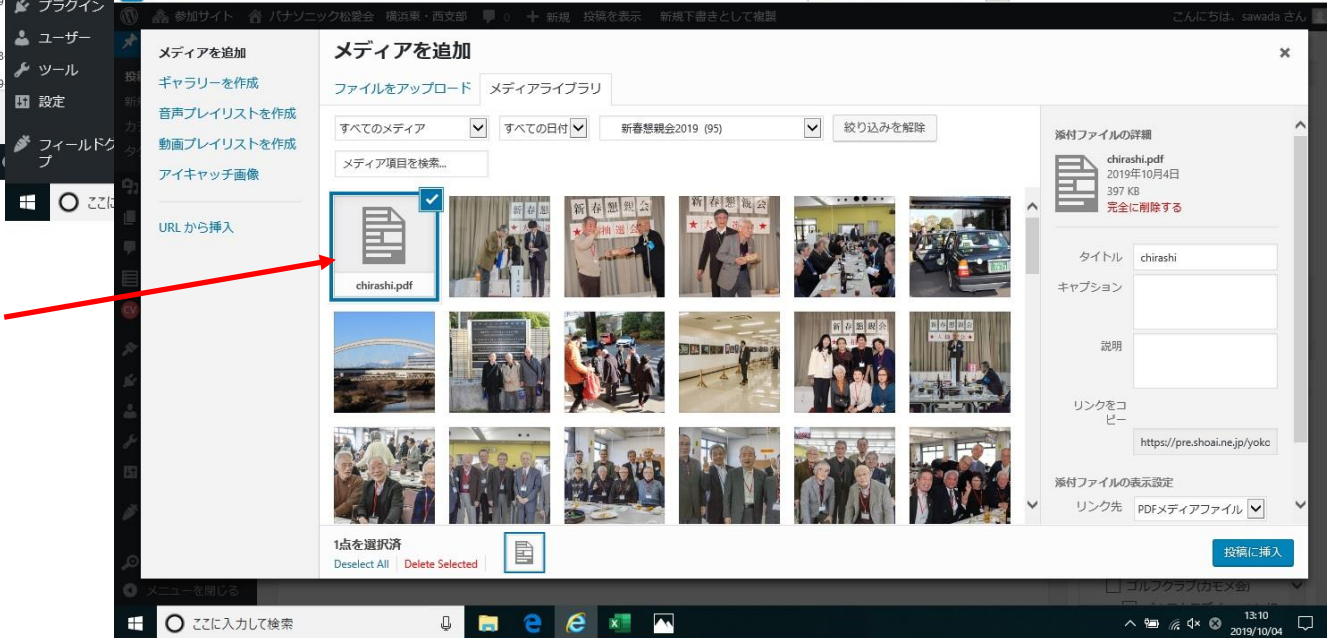 プラグイン
ユーザー
ツール
設定
フィールドグ
プ
参加サイト パナソニック松愛会 横浜東・西支部 0 + 新規 投稿を表示 新規下書きとして複製
こんにちは、sawada さん
メディアを追加
ギャラリーを作成
音声プレイリストを作成
動画プレイリストを作成
アイキャッチ画像
URL から挿入
メディアを追加
×
ファイルをアップロード
メディアライブラリ
すべてのメディア
すべての日付
新春懇親会2019 (95)
絞り込みを解除
メディア項目を検索...
chirashi.pdf
新春懇親会
添付ファイルの詳細
chirashi.pdf
2019年10月4日
397 KB
完全に削除する
タイトル chirashi
キャプション
説明
リンクをコ
ピー
https://pre.shoai.ne.jp/yoko
添付ファイルの表示設定
リンク先 PDFメディアファイル
1点を選択済
Deselect All Delete Selected
投稿に挿入
メニューを閉じる
ゴルフクラブ(カモメ会)
ここに入力して検索
13:10
2019/10/04